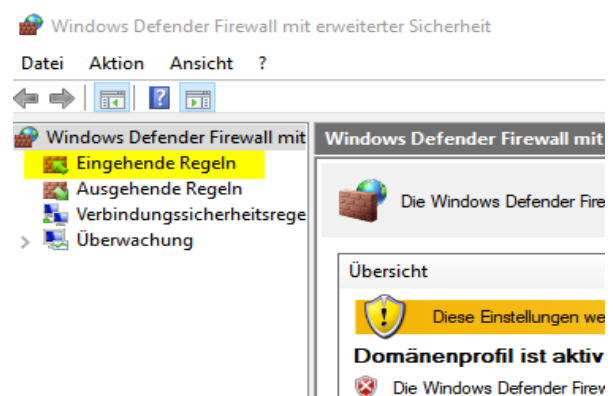 Windows Defender Firewall mit erweiterter Sicherheit
Datei Aktion Ansicht ?
Windows Defender Firewall mit
Eingehende Regeln
Ausgehende Regeln
Verbindungssicherheitsrege
Überwachung
Windows Defender Firewall mit
Die Windows Defender Fire
Übersicht
Diese Einstellungen we
Domänenprofil ist aktiv
Die Windows Defender Firew